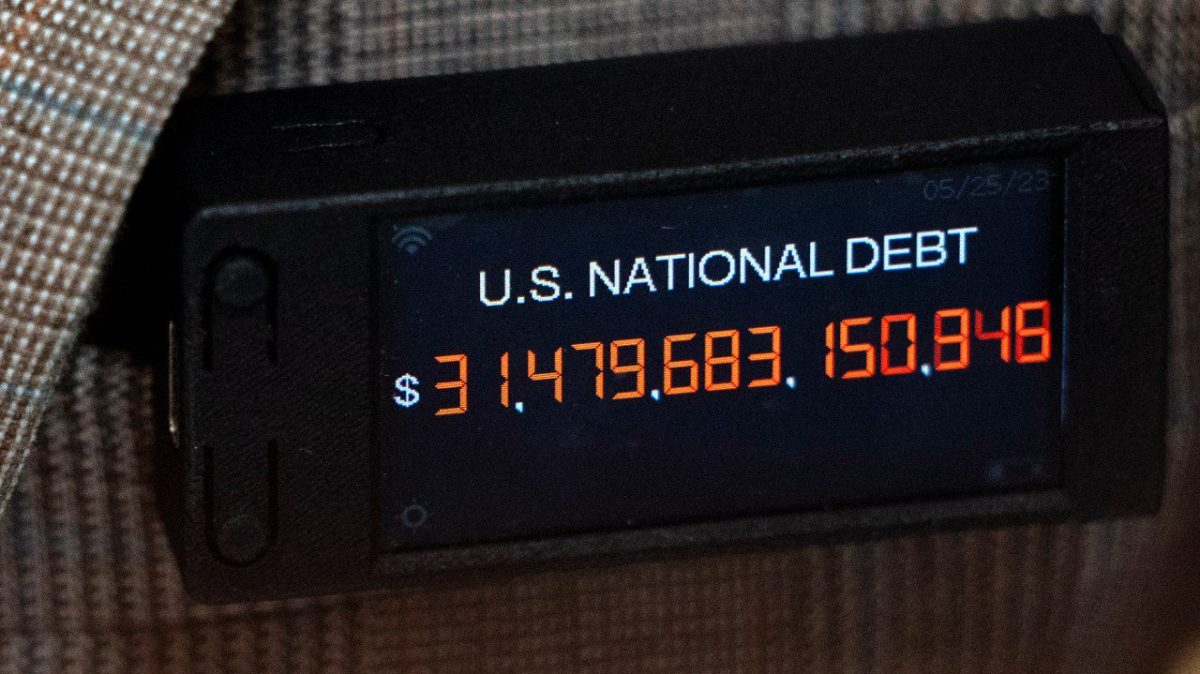 05/25/23
U.S. NATIONAL DEBT
$31,479,683,150,848